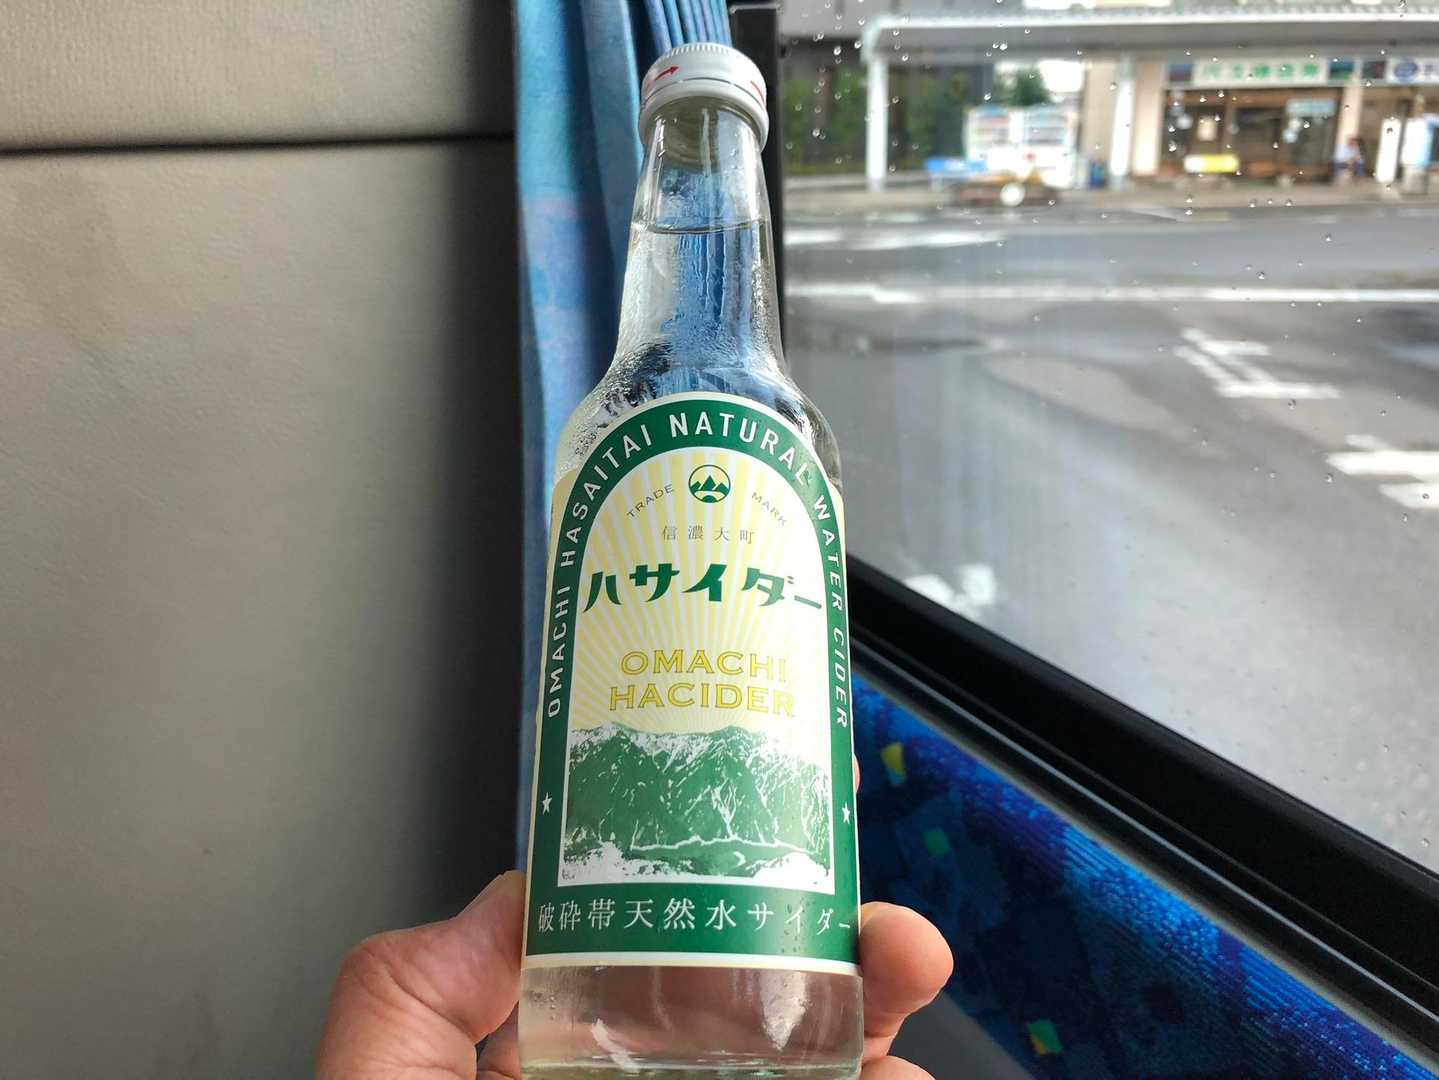 OMACHI HASAITAI NATURAL WATER CIDER
TRADE MARK
信濃大町
ハサイダー
OMACHI
HACIDER
破砕帯天然水サイダー